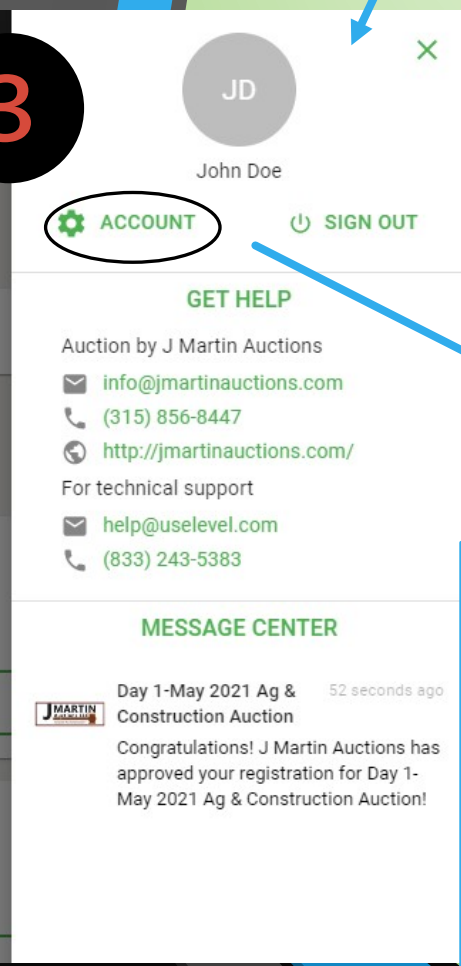 3
JD
John Doe
ACCOUNT
SIGN OUT
GET HELP
Auction by J Martin Auctions
info@jmartinauctions.com
(315) 856-8447
http://jmartinauctions.com/
For technical support
help@uselevel.com
(833) 243-5383
MESSAGE CENTER
Day 1-May 2021 Ag & 52 seconds ago
Construction Auction
J MARTIN
Congratulations! J Martin Auctions has
approved your registration for Day 1-
May 2021 Ag & Construction Auction!